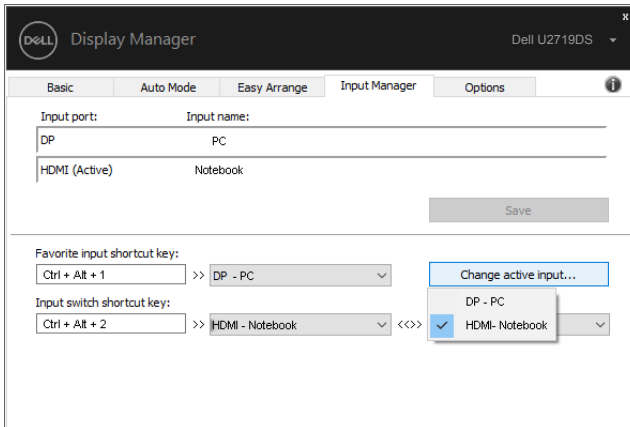 x
DELL Display Manager Dell U2719DS
Basic Auto Mode Easy Arrange Input Manager Options i
Input port: Input name:
DP PC
HDMI (Active) Notebook
Save
Favorite input shortcut key:
Ctrl + Alt + 1 >> DP - PC Change active input...
Input switch shortcut key:
DP - PC
Ctrl + Alt + 2 >> HDMI - Notebook <<>> HDMI- Notebook